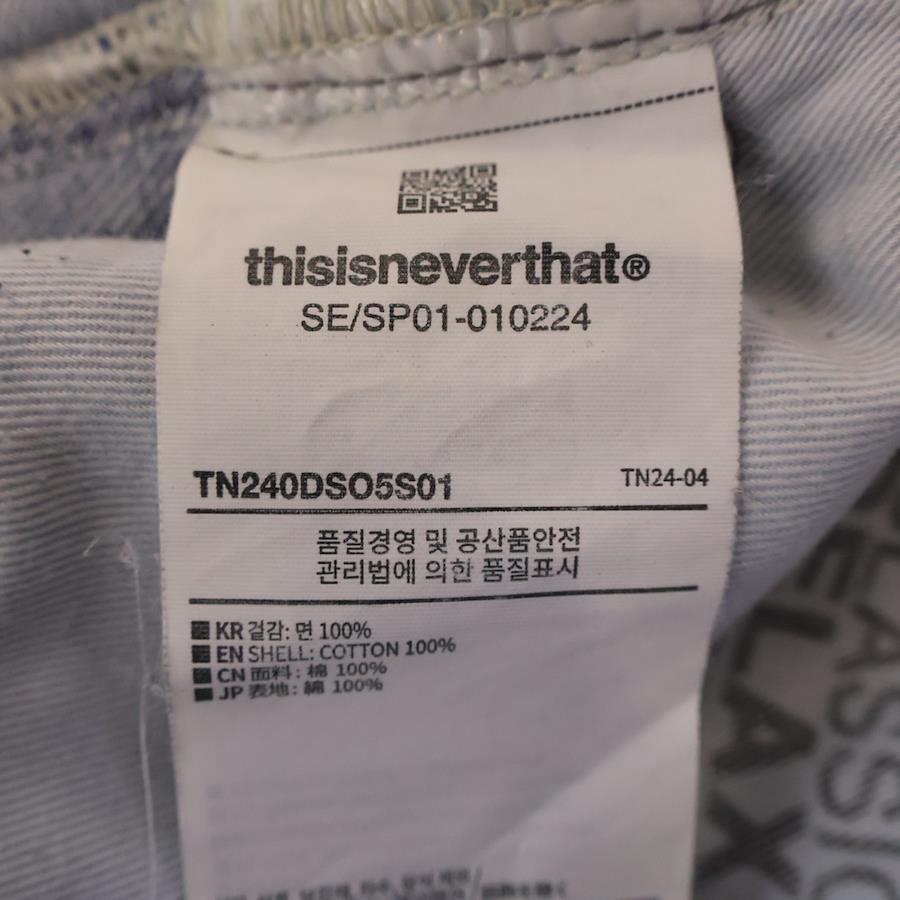 thisisneverthat®
SE/SP01-010224
TN240DSO5S01
TN24-04
품질경영 및 공산품안전
관리법에 의한 품질표시
KR 겉감: 면 100%
EN SHELL: COTTON 100%
CN 面料: 棉 100%
JP 表地: 綿 100%
CLASSIC
RELAX